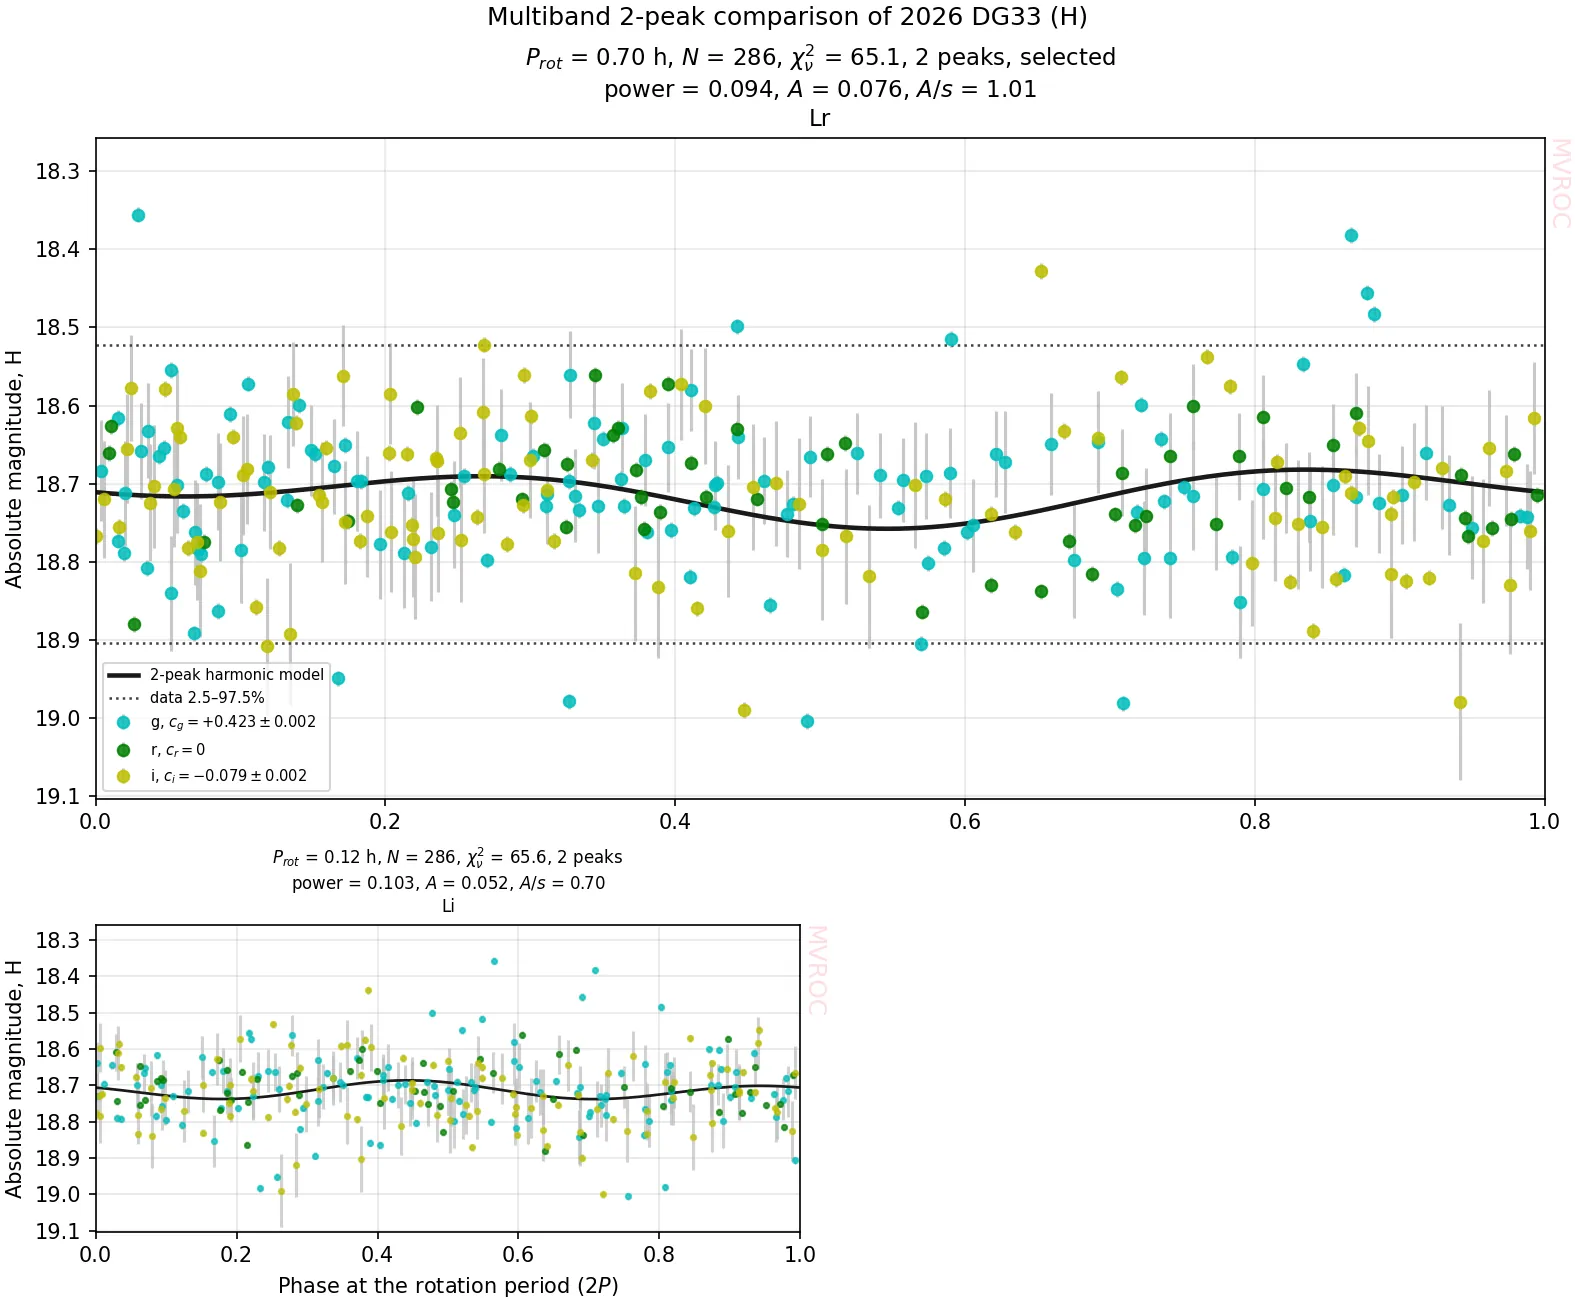 Multiband 2-peak comparison of 2026 DG33 (H)
P_rot = 0.70 h, N = 286, χ²_ν = 65.1, 2 peaks, selected
power = 0.094, A = 0.076, A/s = 1.01
Lr
MVROC
Absolute magnitude, H
18.3
18.4
18.5
18.6
18.7
18.8
18.9
19.0
19.1
2-peak harmonic model
data 2.5–97.5%
g, c_g = +0.423 ± 0.002
r, c_r = 0
i, c_i = −0.079 ± 0.002
0.0 0.2 0.4 0.6 0.8 1.0
P_rot = 0.12 h, N = 286, χ²_ν = 65.6, 2 peaks
power = 0.103, A = 0.052, A/s = 0.70
Li
MVROC
Absolute magnitude, H
18.3
18.4
18.5
18.6
18.7
18.8
18.9
19.0
19.1
0.0 0.2 0.4 0.6 0.8 1.0
Phase at the rotation period (2P)